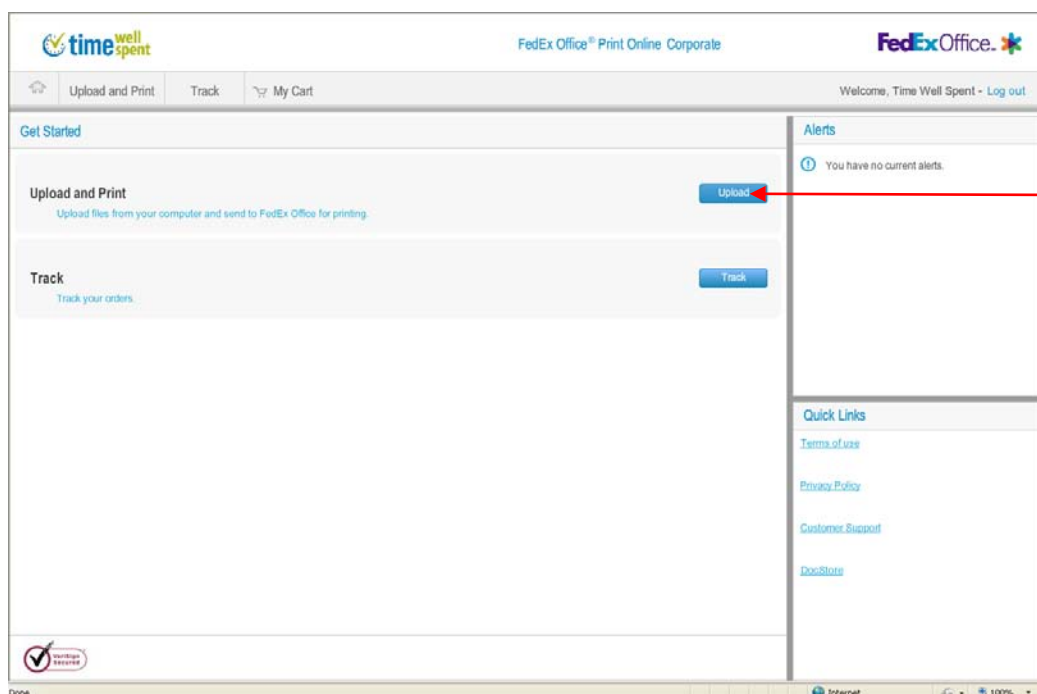 time well spent
FedEx Office® Print Online Corporate
FedEx Office.
Upload and Print
Track
My Cart
Welcome, Time Well Spent - Log out
Get Started
Upload and Print
Upload
Upload files from your computer and send to FedEx Office for printing.
Track
Track
Track your orders.
Alerts
You have no current alerts.
Quick Links
Terms of use
Privacy Policy
Customer Support
DocStore
VeriSign
Secured
Done
Internet
100%